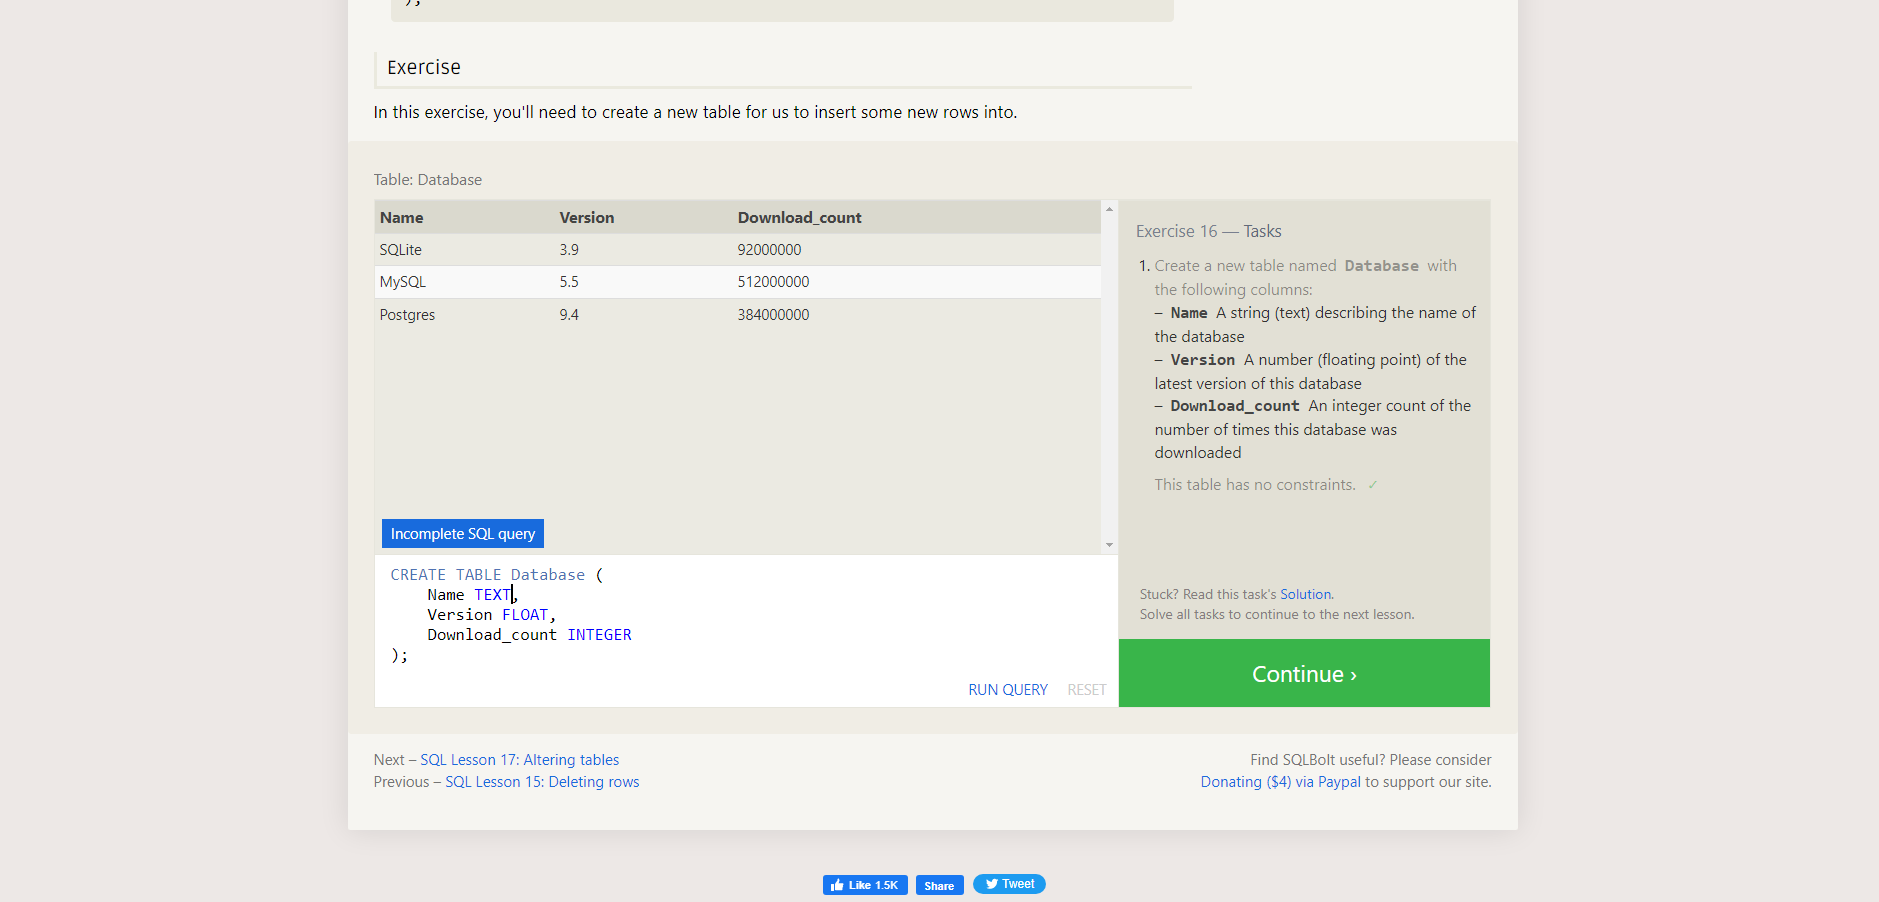 );
Exercise
In this exercise, you'll need to create a new table for us to insert some new rows into.
Table: Database
Name Version Download_count
SQLite 3.9 92000000
MySQL 5.5 512000000
Postgres 9.4 384000000
Incomplete SQL query
CREATE TABLE Database (
    Name TEXT,
    Version FLOAT,
    Download_count INTEGER
);
RUN QUERY RESET
Exercise 16 — Tasks
1. Create a new table named Database with
the following columns:
– Name A string (text) describing the name of
the database
– Version A number (floating point) of the
latest version of this database
– Download_count An integer count of the
number of times this database was
downloaded
This table has no constraints. ✓
Stuck? Read this task's Solution.
Solve all tasks to continue to the next lesson.
Continue ›
Next – SQL Lesson 17: Altering tables
Previous – SQL Lesson 15: Deleting rows
Find SQLBolt useful? Please consider
Donating ($4) via Paypal to support our site.
Like 1.5K Share Tweet